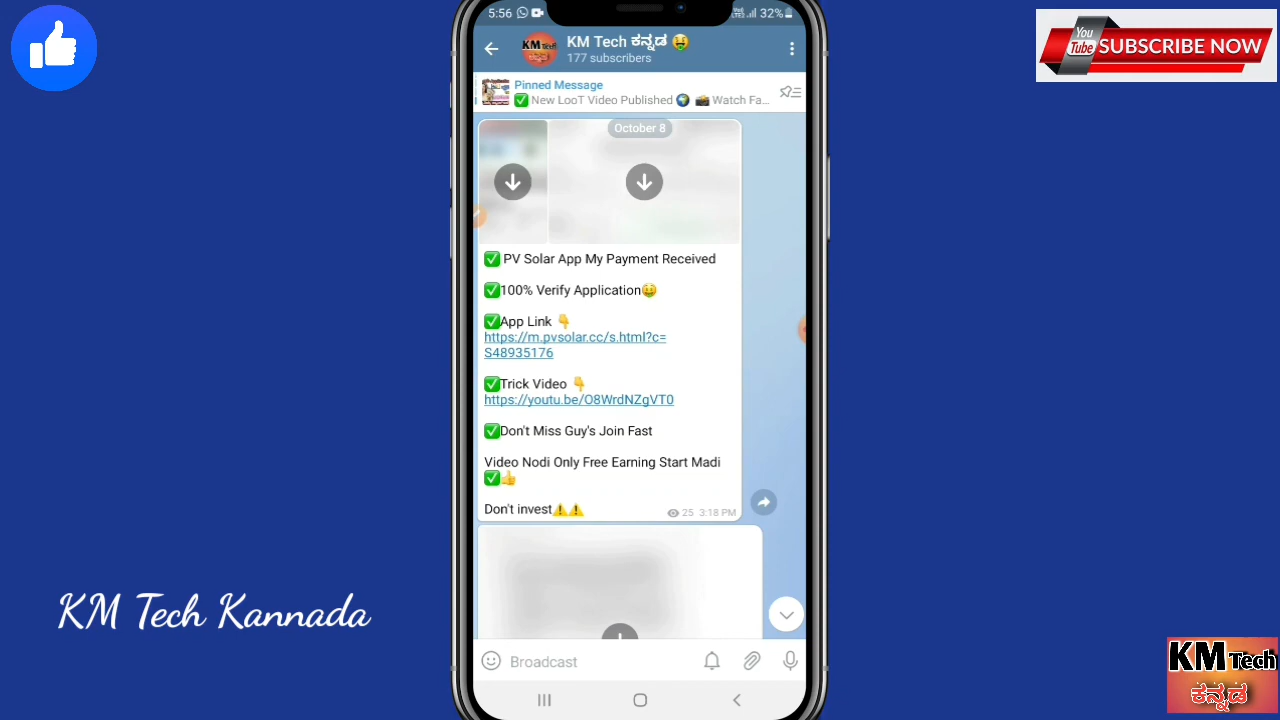 5:56
32%
KM Tech ಕನ್ನಡ 🤑
177 subscribers
Pinned Message
✅ New LooT Video Published 🌍 📸 Watch Fa...
October 8
✅ PV Solar App My Payment Received
✅100% Verify Application🤑
✅App Link 👇
https://m.pvsolar.cc/s.html?c=
S48935176
✅Trick Video 👇
https://youtu.be/O8WrdNZgVT0
✅Don't Miss Guy's Join Fast
Video Nodi Only Free Earning Start Madi
✅👍
Don't invest⚠️⚠️
25 3:18 PM
Broadcast
You
Tube SUBSCRIBE NOW
KM Tech Kannada
KM Tech
ಕನ್ನಡ